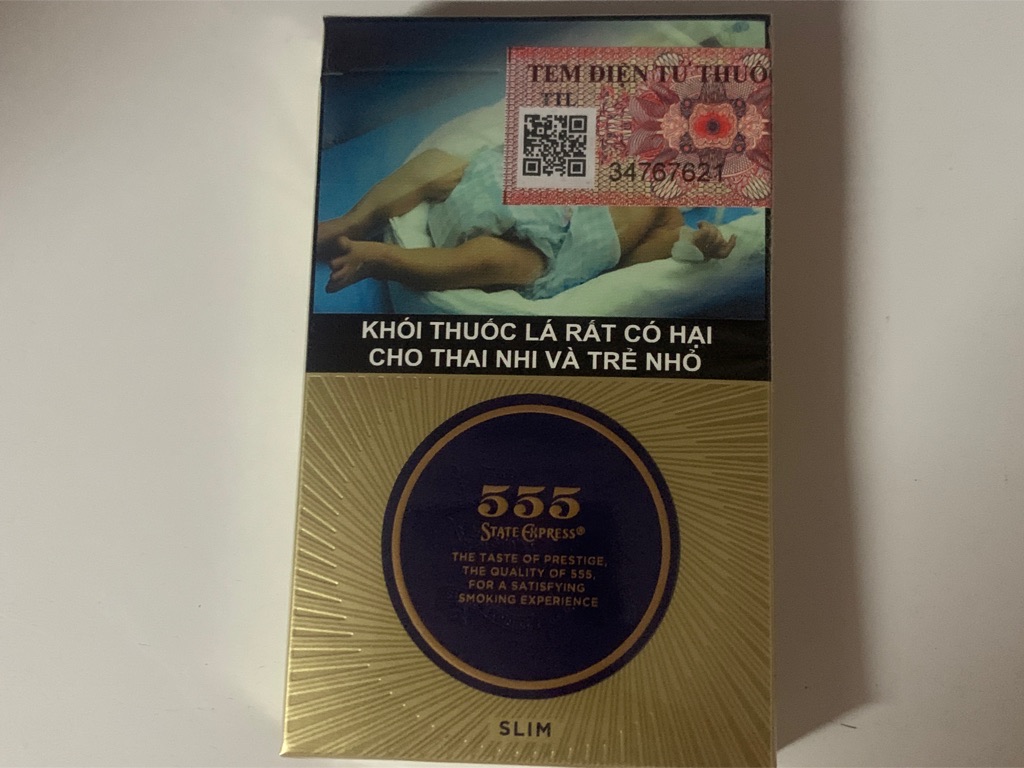 TEM ĐIỆN TỬ THUỐ
TTL
34767621
KHÓI THUỐC LÁ RẤT CÓ HẠI
CHO THAI NHI VÀ TRẺ NHỎ
555
STATE EXPRESS®
THE TASTE OF PRESTIGE,
THE QUALITY OF 555,
FOR A SATISFYING
SMOKING EXPERIENCE
SLIM